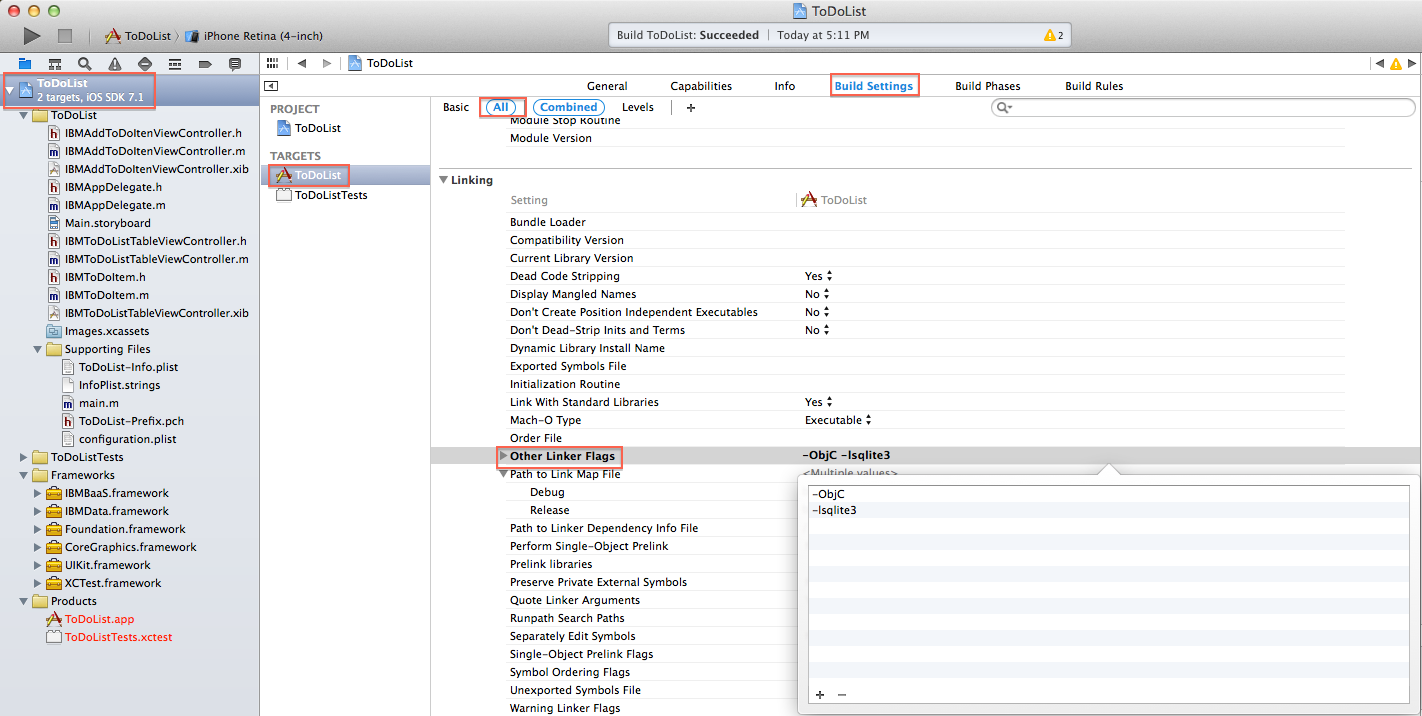 ToDoList
ToDoList
iPhone Retina (4-inch)
Build ToDoList: Succeeded
Today at 5:11 PM
2
ToDoList
2 targets, iOS SDK 7.1
ToDoList
IBMAddToDoItenViewController.h
IBMAddToDoItenViewController.m
IBMAddToDoItenViewController.xib
IBMAppDelegate.h
IBMAppDelegate.m
Main.storyboard
IBMToDoListTableViewController.h
IBMToDoListTableViewController.m
IBMToDoItem.h
IBMToDoItem.m
IBMToDoListTableViewController.xib
Images.xcassets
Supporting Files
ToDoList-Info.plist
InfoPlist.strings
main.m
ToDoList-Prefix.pch
configuration.plist
ToDoListTests
Frameworks
IBMBaaS.framework
IBMData.framework
Foundation.framework
CoreGraphics.framework
UIKit.framework
XCTest.framework
Products
ToDoList.app
ToDoListTests.xctest
ToDoList
General Capabilities Info Build Settings Build Phases Build Rules
PROJECT
ToDoList
TARGETS
ToDoList
ToDoListTests
Basic All Combined Levels +
Module Stop Routine
Module Version
Linking
Setting ToDoList
Bundle Loader
Compatibility Version
Current Library Version
Dead Code Stripping Yes
Display Mangled Names No
Don't Create Position Independent Executables No
Don't Dead-Strip Inits and Terms No
Dynamic Library Install Name
Exported Symbols File
Initialization Routine
Link With Standard Libraries Yes
Mach-O Type Executable
Order File
Other Linker Flags -ObjC -lsqlite3
Path to Link Map File <Multiple values>
Debug
Release
Path to Linker Dependency Info File
Perform Single-Object Prelink
Prelink libraries
Preserve Private External Symbols
Quote Linker Arguments
Runpath Search Paths
Separately Edit Symbols
Single-Object Prelink Flags
Symbol Ordering Flags
Unexported Symbols File
Warning Linker Flags
-ObjC
-lsqlite3
+ −